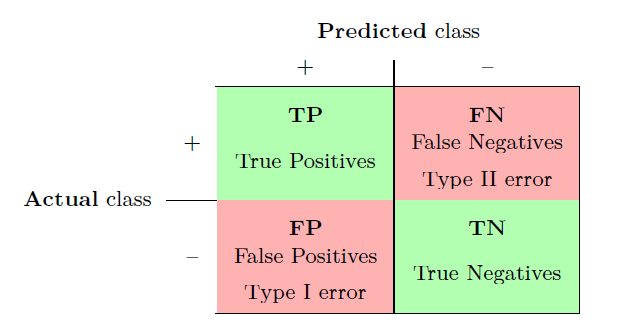 Predicted class
+ –
TP FN
+ False Negatives
True Positives
Type II error
Actual class
FP TN
– False Positives
True Negatives
Type I error